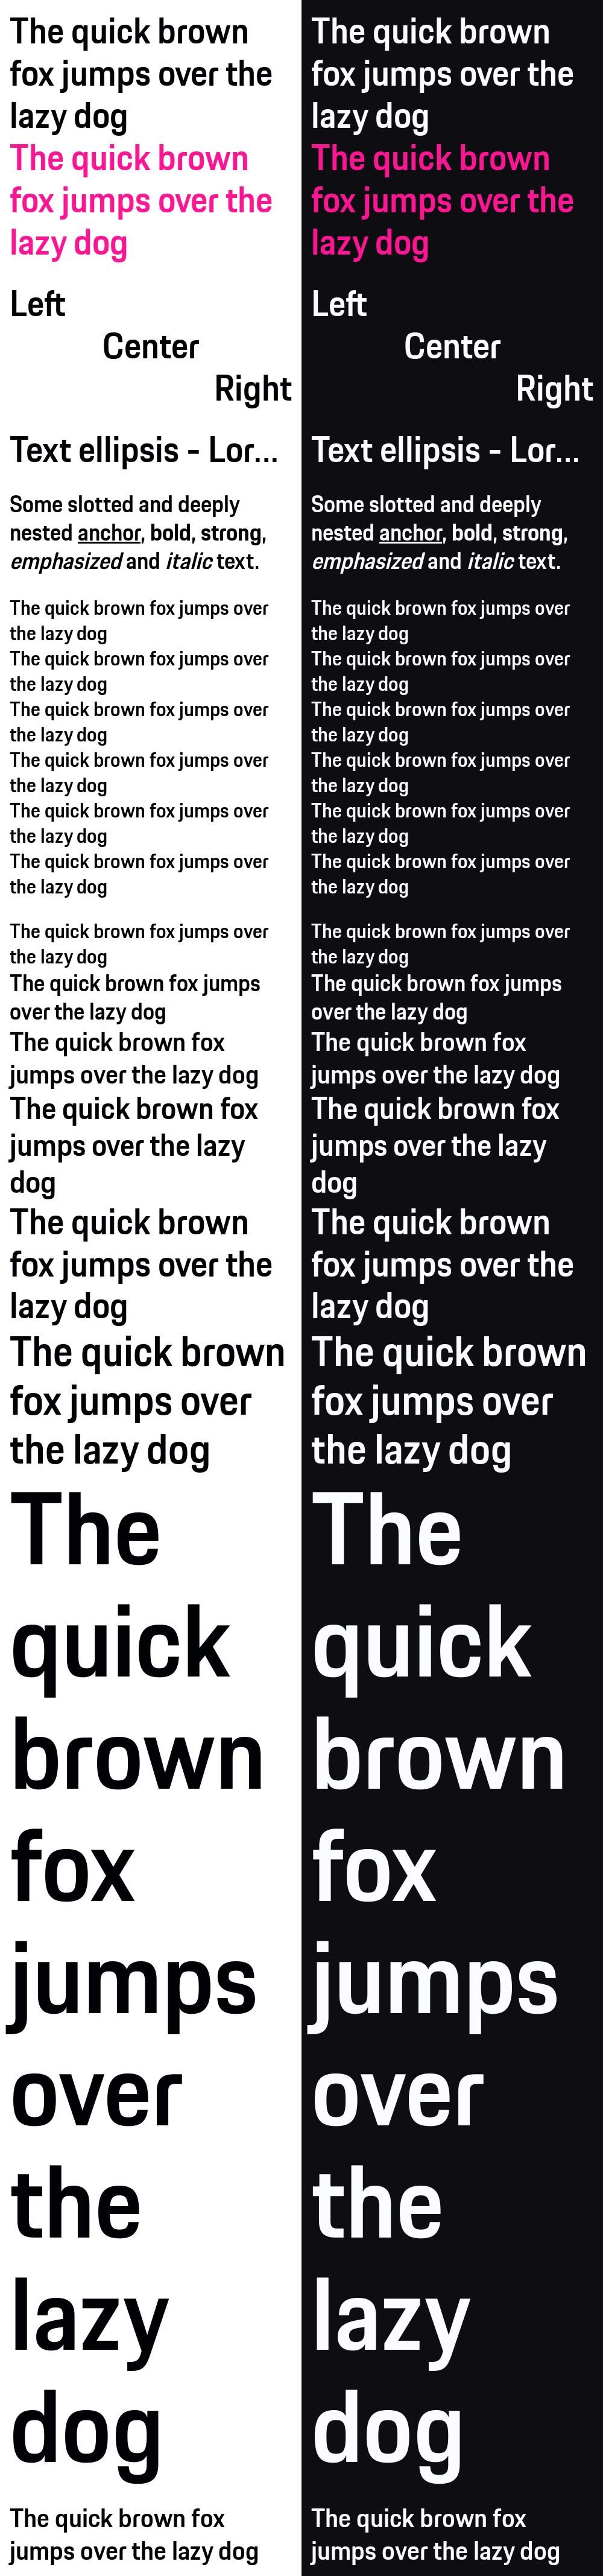 The quick brown
fox jumps over the
lazy dog
The quick brown
fox jumps over the
lazy dog
Left
Center
Right
Text ellipsis - Lor...
Some slotted and deeply
nested anchor, bold, strong,
emphasized and italic text.
The quick brown fox jumps over
the lazy dog
The quick brown fox jumps over
the lazy dog
The quick brown fox jumps over
the lazy dog
The quick brown fox jumps over
the lazy dog
The quick brown fox jumps over
the lazy dog
The quick brown fox jumps over
the lazy dog
The quick brown fox jumps over
the lazy dog
The quick brown fox jumps
over the lazy dog
The quick brown fox
jumps over the lazy dog
The quick brown fox
jumps over the lazy
dog
The quick brown
fox jumps over the
lazy dog
The quick brown
fox jumps over
the lazy dog
The
quick
brown
fox
jumps
over
the
lazy
dog
The quick brown fox
jumps over the lazy dog
The quick brown
fox jumps over the
lazy dog
The quick brown
fox jumps over the
lazy dog
Left
Center
Right
Text ellipsis - Lor...
Some slotted and deeply
nested anchor, bold, strong,
emphasized and italic text.
The quick brown fox jumps over
the lazy dog
The quick brown fox jumps over
the lazy dog
The quick brown fox jumps over
the lazy dog
The quick brown fox jumps over
the lazy dog
The quick brown fox jumps over
the lazy dog
The quick brown fox jumps over
the lazy dog
The quick brown fox jumps over
the lazy dog
The quick brown fox jumps
over the lazy dog
The quick brown fox
jumps over the lazy dog
The quick brown fox
jumps over the lazy
dog
The quick brown
fox jumps over the
lazy dog
The quick brown
fox jumps over
the lazy dog
The
quick
brown
fox
jumps
over
the
lazy
dog
The quick brown fox
jumps over the lazy dog